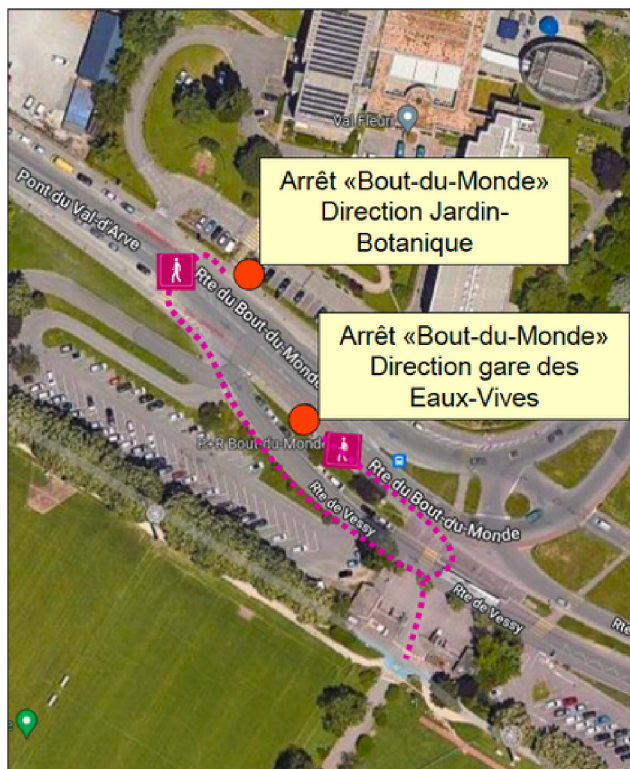 Val Fleuri
Arrêt «Bout-du-Monde»
Direction Jardin-
Botanique
Pont du Val-d'Arve
Rte du Bout-du-Monde
Arrêt «Bout-du-Monde»
Direction gare des
Eaux-Vives
P+R Bout-du-Monde
Rte du Bout-du-Monde
Rte de Vessy
Rte de Vessy
Rte
e